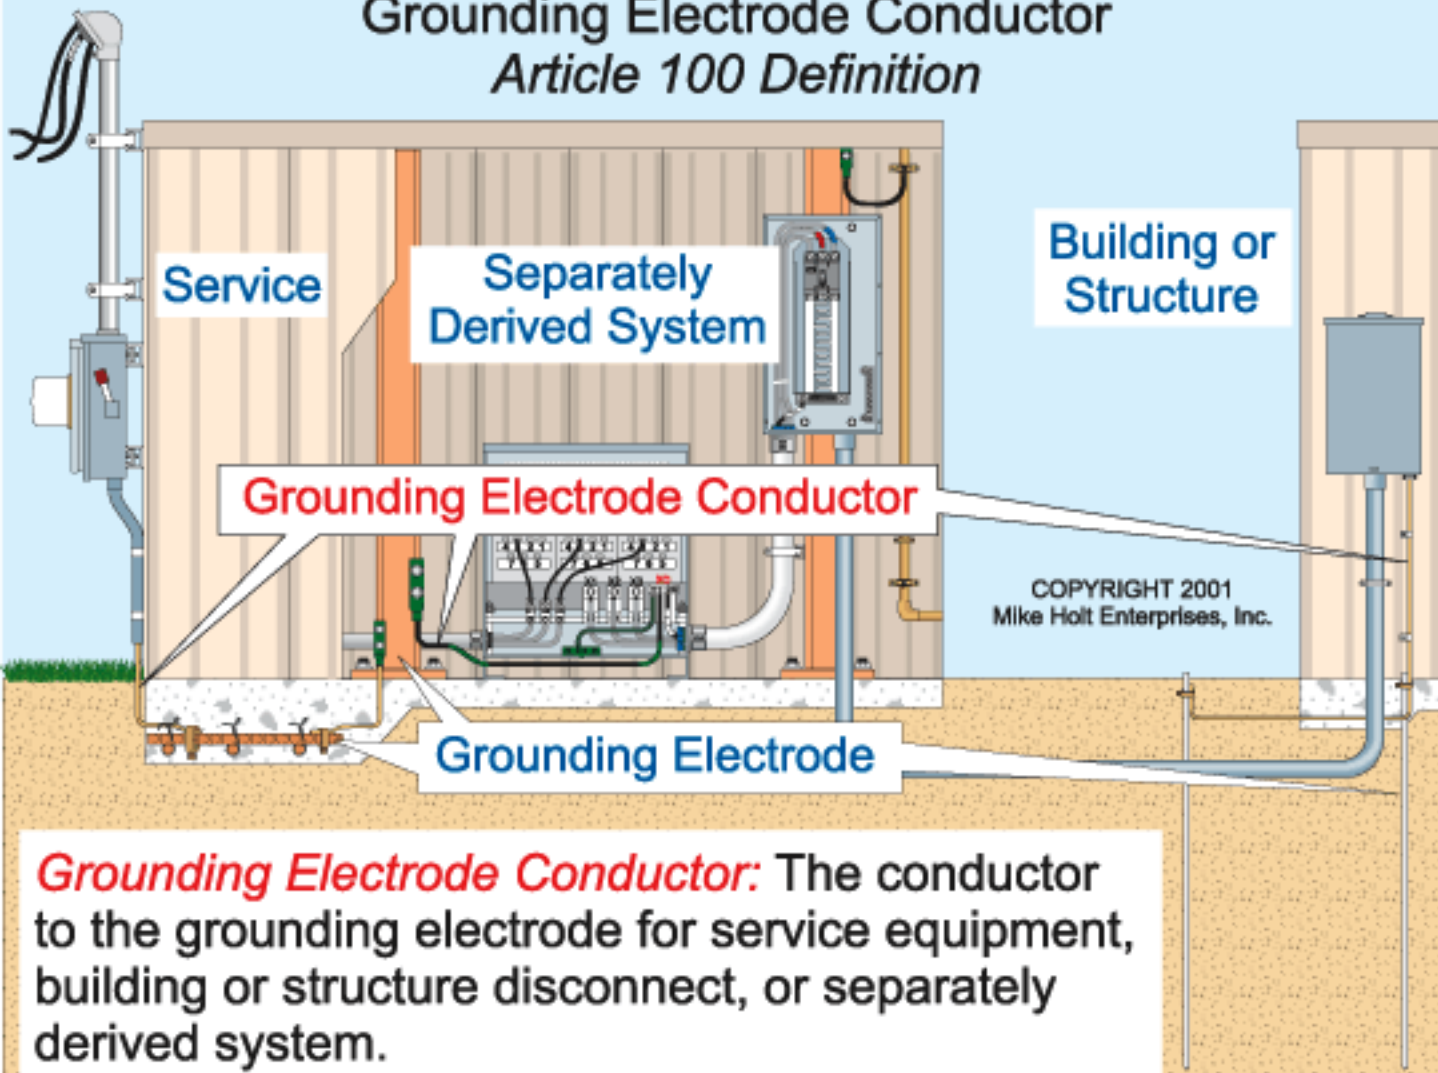 Grounding Electrode Conductor
Article 100 Definition
Service
Separately
Derived System
Building or
Structure
Grounding Electrode Conductor
COPYRIGHT 2001
Mike Holt Enterprises, Inc.
Grounding Electrode
Grounding Electrode Conductor: The conductor
to the grounding electrode for service equipment,
building or structure disconnect, or separately
derived system.